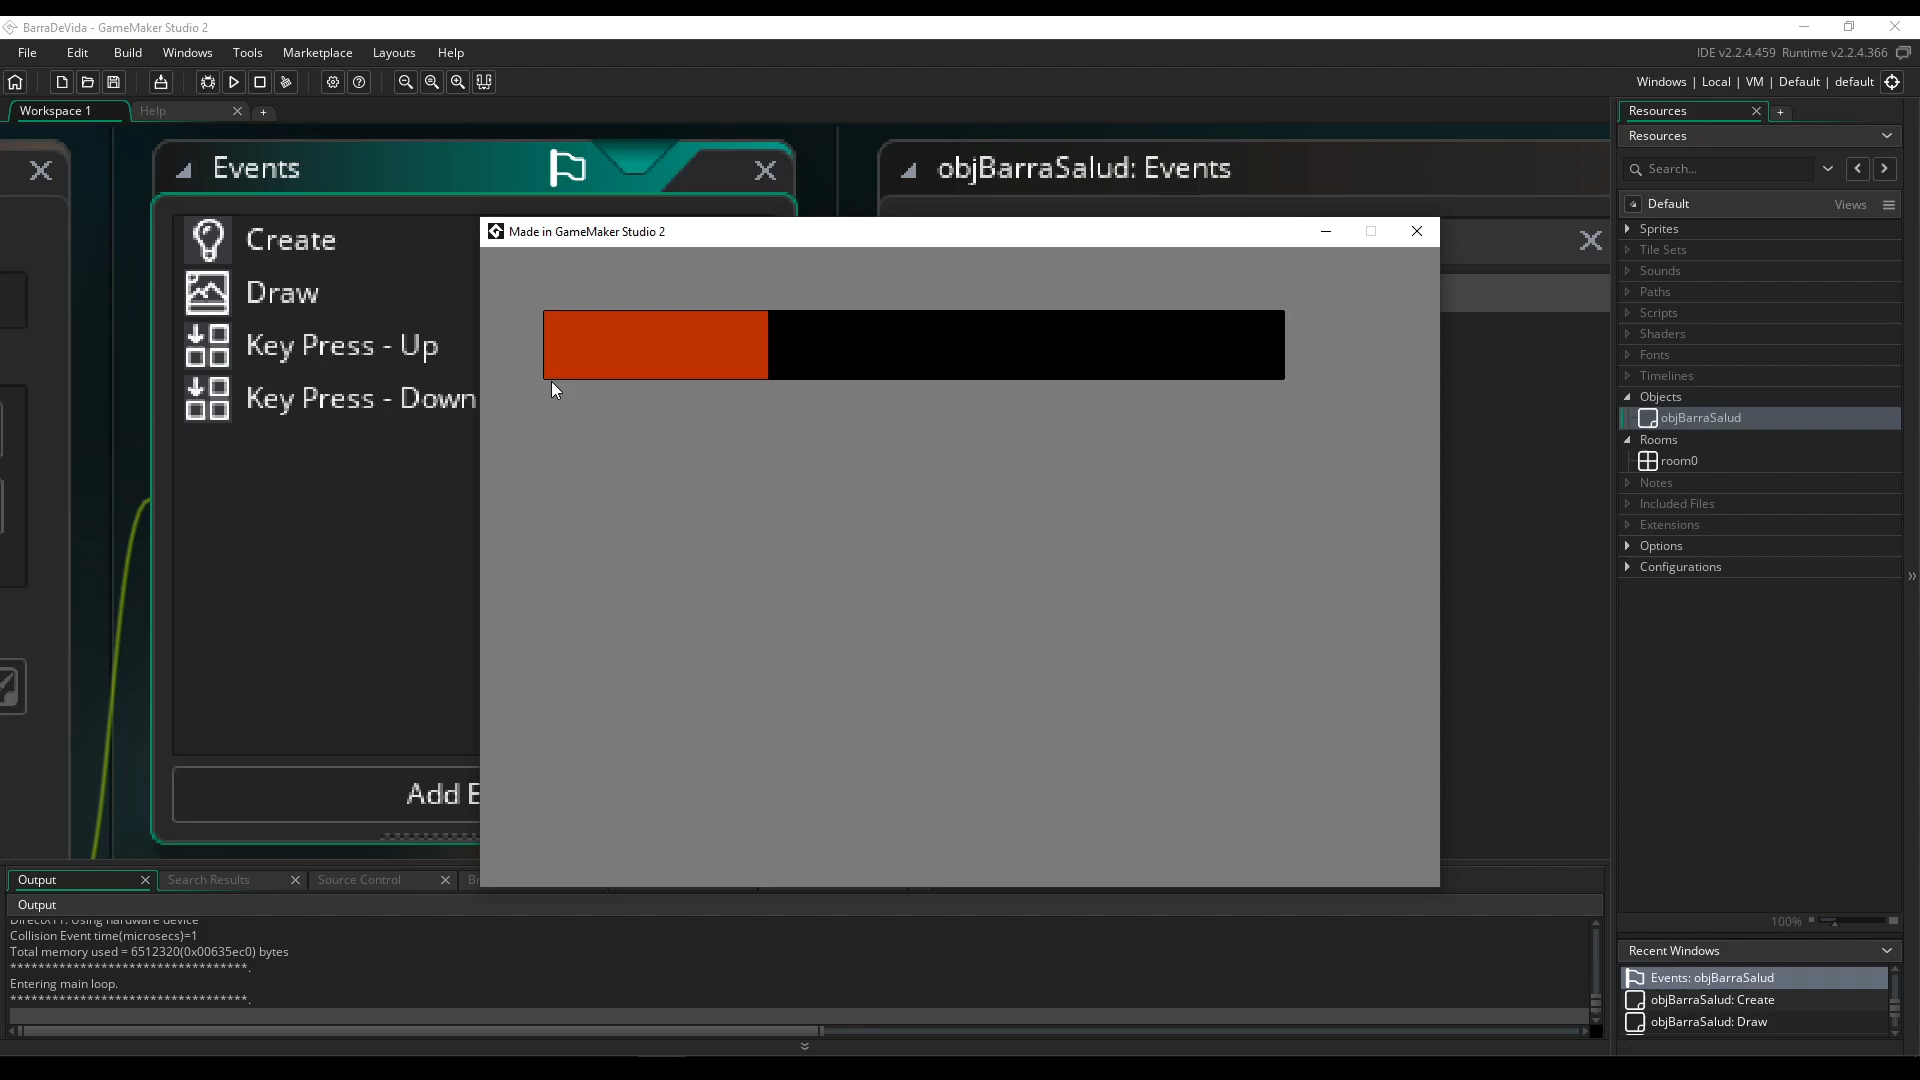 BarraDeVida - GameMaker Studio 2
File Edit Build Windows Tools Marketplace Layouts Help
IDE v2.2.4.459 Runtime v2.2.4.366
Windows | Local | VM | Default | default
Workspace 1
Help
Events
Create
Draw
Key Press - Up
Key Press - Down
Add E
objBarraSalud: Events
Made in GameMaker Studio 2
Resources
Resources
Search...
Default
Views
Sprites
Tile Sets
Sounds
Paths
Scripts
Shaders
Fonts
Timelines
Objects
objBarraSalud
Rooms
room0
Notes
Included Files
Extensions
Options
Configurations
100%
Recent Windows
Events: objBarraSalud
objBarraSalud: Create
objBarraSalud: Draw
Output
Search Results
Source Control
Output
DirectX11: Using hardware device
Collision Event time(microsecs)=1
Total memory used = 6512320(0x00635ec0) bytes
**********************************.
Entering main loop.
**********************************.